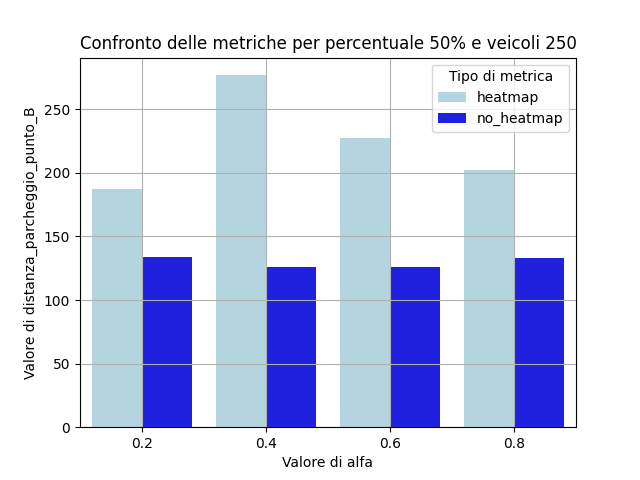 Confronto delle metriche per percentuale 50% e veicoli 250
Tipo di metrica
heatmap
no_heatmap
Valore di distanza_parcheggio_punto_B
250
200
150
100
50
0
0.2 0.4 0.6 0.8
Valore di alfa